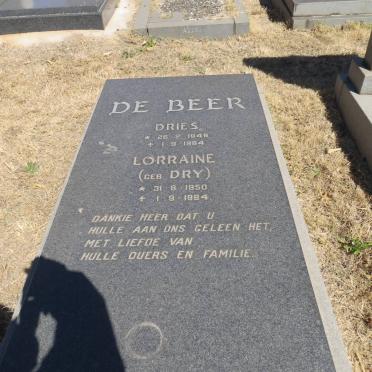 DE BEER
DRIES
* 26 · 7 · 1948
+ 1 · 9 · 1984
LORRAINE
(GEB DRY)
* 31 · 8 · 1950
+ 1 · 9 · 1984
DANKIE HEER DAT U
HULLE AAN ONS GELEEN HET,
MET LIEFDE VAN
HULLE OUERS EN FAMILIE.